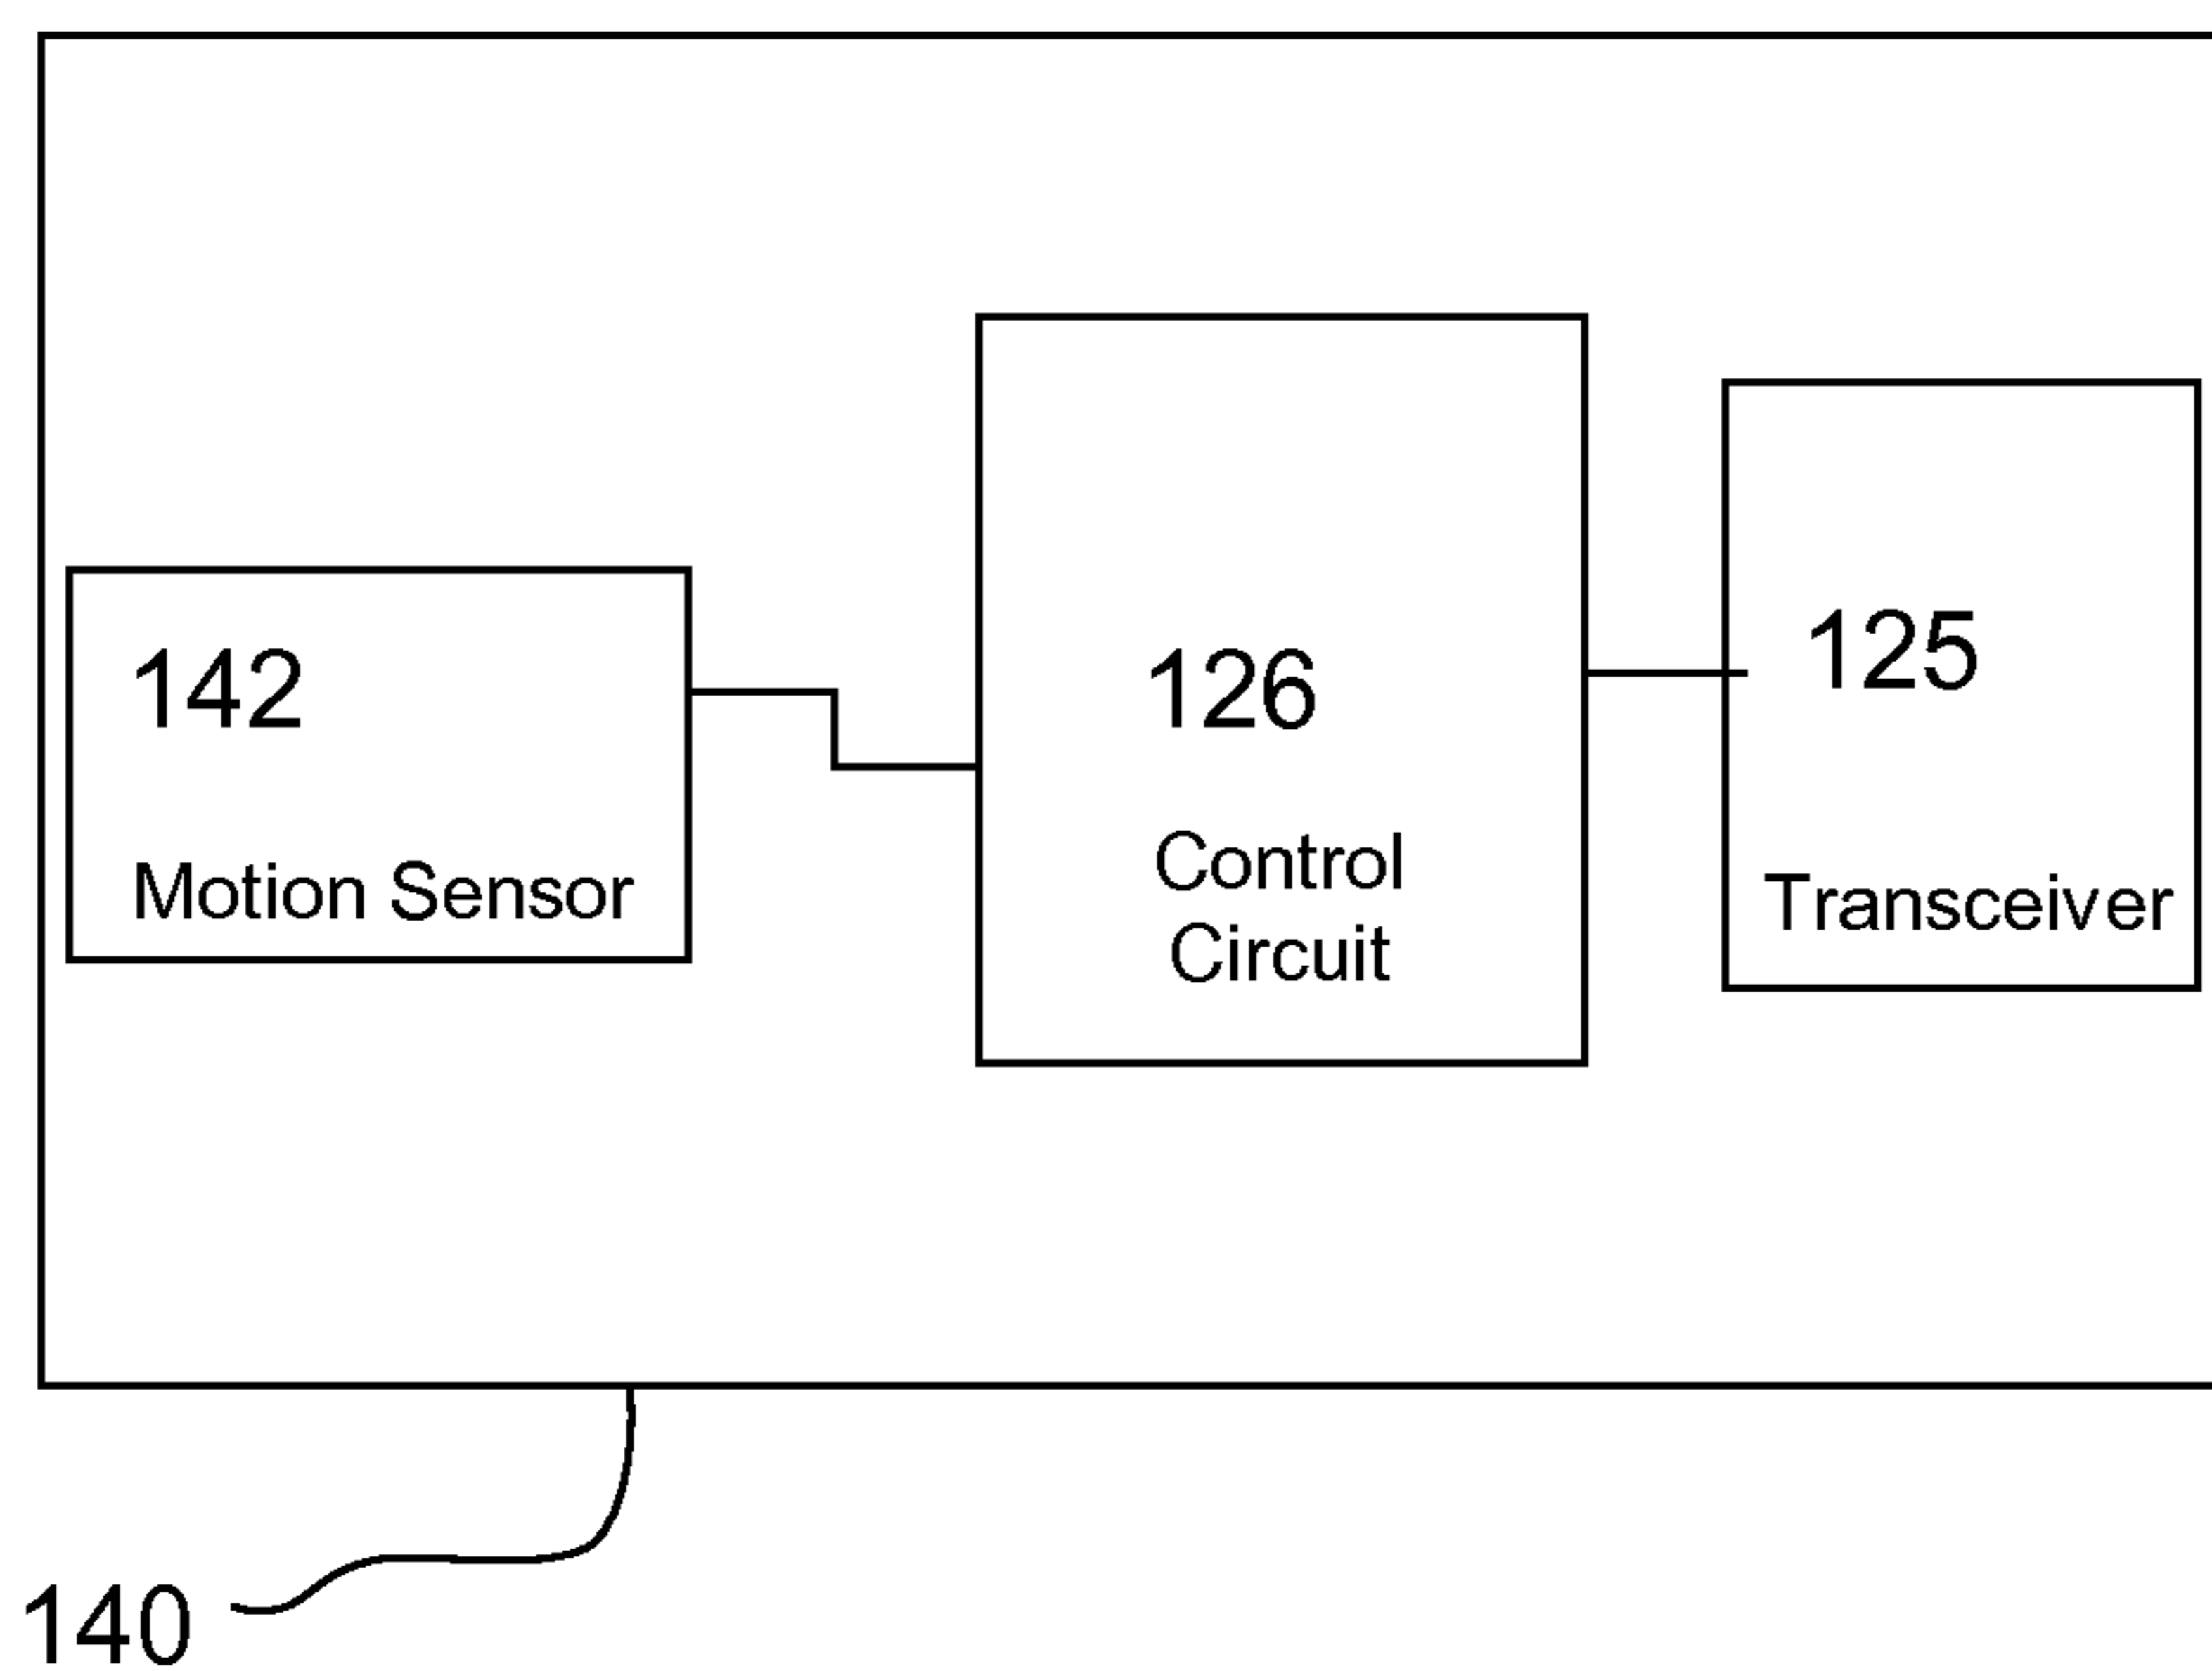 142
Motion Sensor
126
Control
Circuit
125
Transceiver
140